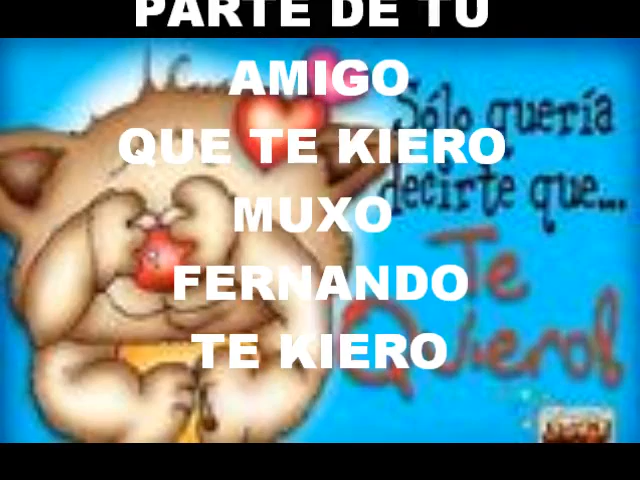 PARTE DE TU
AMIGO
QUE TE KIERO
MUXO
FERNANDO
TE KIERO
Sólo quería
decirte que...
Te
Quiero!